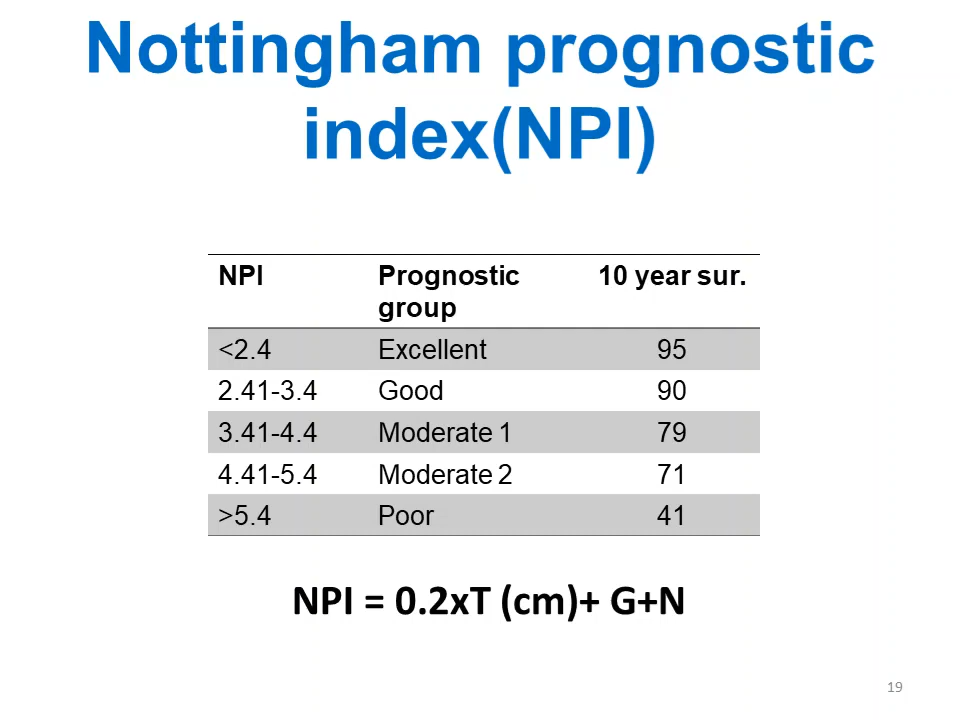 Nottingham prognostic
index(NPI)
NPI Prognostic group 10 year sur.
<2.4 Excellent 95
2.41-3.4 Good 90
3.41-4.4 Moderate 1 79
4.41-5.4 Moderate 2 71
>5.4 Poor 41
NPI = 0.2xT (cm)+ G+N
19